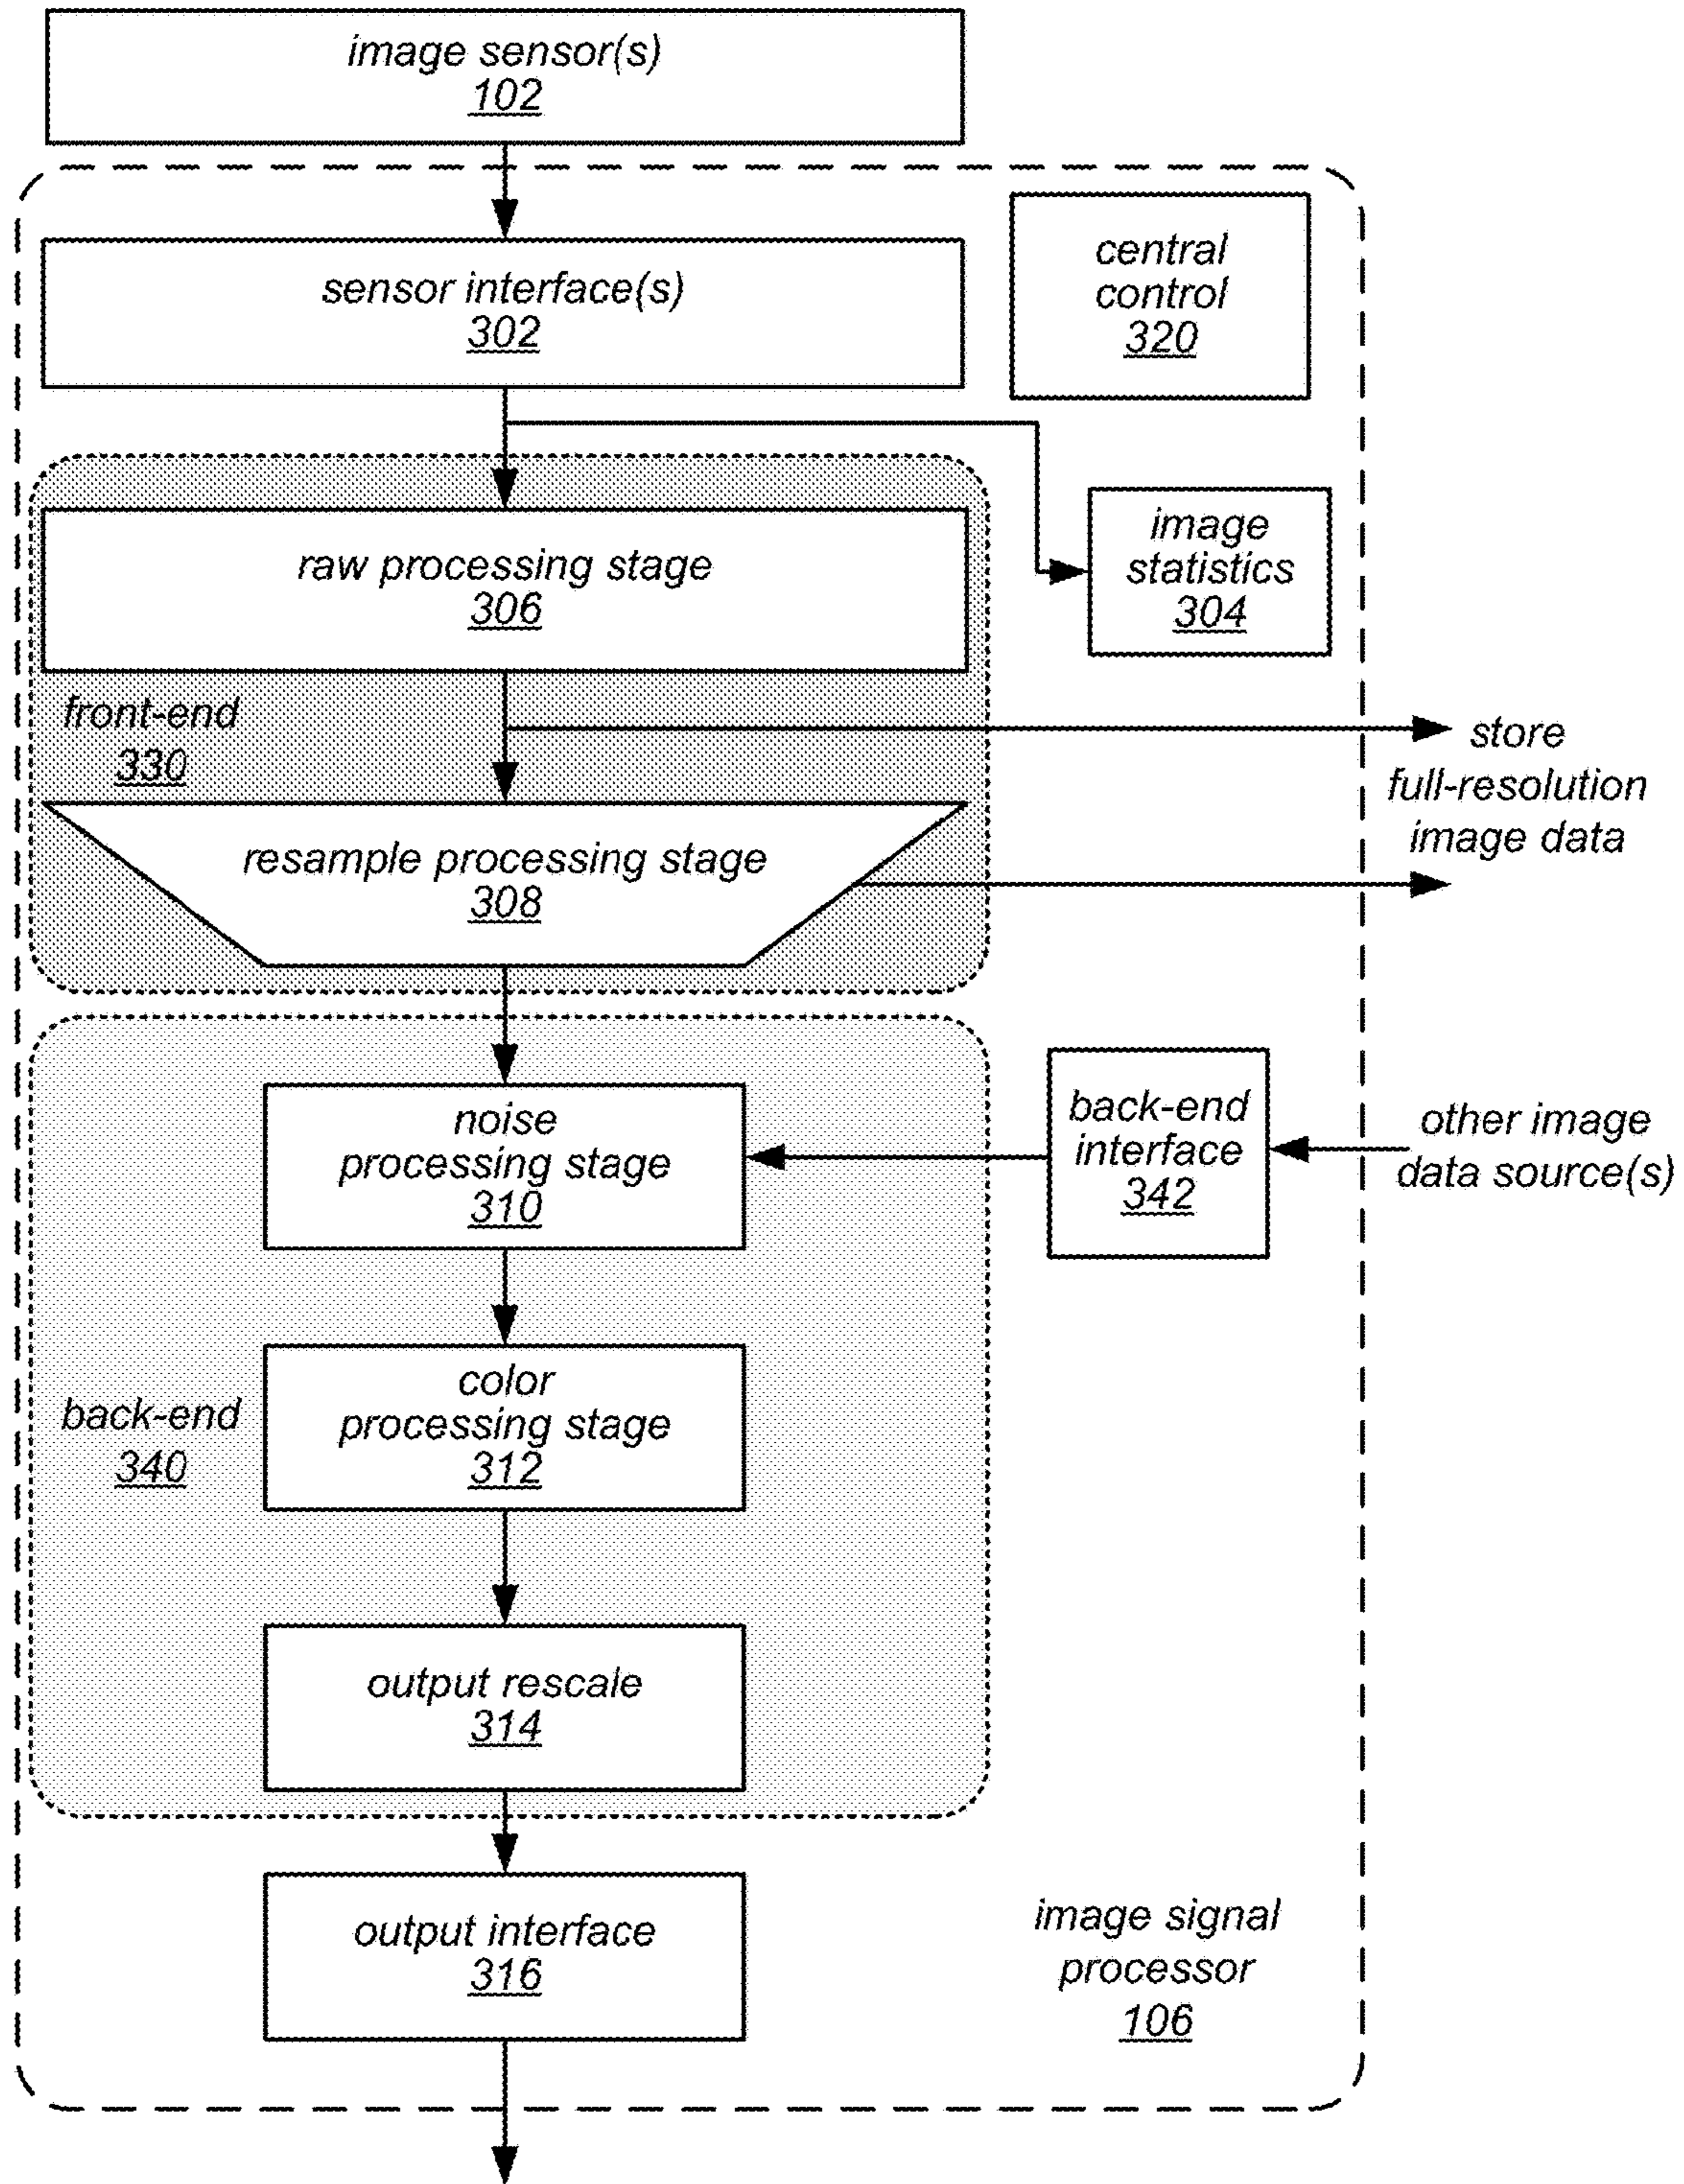 image sensor(s)
102
sensor interface(s)
302
central
control
320
raw processing stage
306
image
statistics
304
front-end
330
store
full-resolution
image data
resample processing stage
308
noise
processing stage
310
back-end
interface
342
other image
data source(s)
color
processing stage
312
back-end
340
output rescale
314
output interface
316
image signal
processor
106